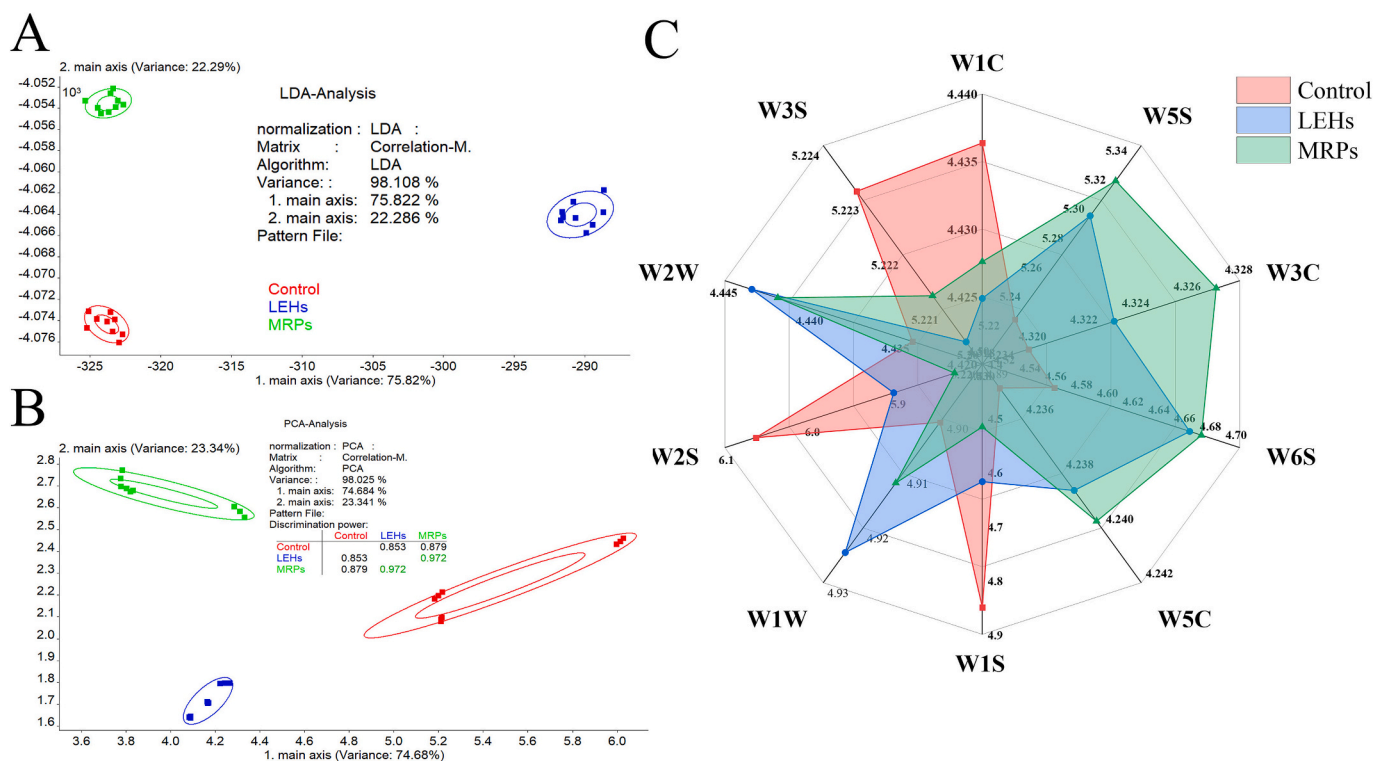 A
2. main axis (Variance: 22.29%)
-4.052
10³
-4.054
-4.056
-4.058
-4.060
-4.062
-4.064
-4.066
-4.068
-4.070
-4.072
-4.074
-4.076
LDA-Analysis
normalization : LDA :
Matrix : Correlation-M.
Algorithm: LDA
Variance: : 98.108 %
1. main axis: 75.822 %
2. main axis: 22.286 %
Pattern File:
Control
LEHs
MRPs
-325 -320 -315 -310 -305 -300 -295 -290
1. main axis (Variance: 75.82%)
B
2. main axis (Variance: 23.34%)
2.8
2.7
2.6
2.5
2.4
2.3
2.2
2.1
2.0
1.9
1.8
1.7
1.6
PCA-Analysis
normalization : PCA :
Matrix : Correlation-M.
Algorithm: PCA
Variance: : 98.025 %
1. main axis: 74.684 %
2. main axis: 23.341 %
Pattern File:
Discrimination power:
Control LEHs MRPs
Control 0.853 0.879
LEHs 0.853 0.972
MRPs 0.879 0.972
3.6 3.8 4.0 4.2 4.4 4.6 4.8 5.0 5.2 5.4 5.6 5.8 6.0
1. main axis (Variance: 74.68%)
C
Control
LEHs
MRPs
W1C
4.440
4.435
4.430
4.425
W5S
5.34
5.32
5.30
5.28
5.26
5.24
5.22
W3C
4.328
4.326
4.324
4.322
4.320
W6S
4.70
4.68
4.66
4.64
4.62
4.60
4.58
4.56
4.54
W5C
4.242
4.240
4.238
4.236
W1S
4.9
4.8
4.7
4.6
4.5
W1W
4.93
4.92
4.91
4.90
W2S
6.1
6.0
5.9
W2W
4.445
4.440
4.435
W3S
5.224
5.223
5.222
5.221